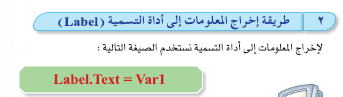 ٢ طريقة إخراج المعلومات إلى أداة التسمية (Label)
لإخراج المعلومات إلى أداة التسمية نستخدم الصيغة التالية :
Label.Text = Var1